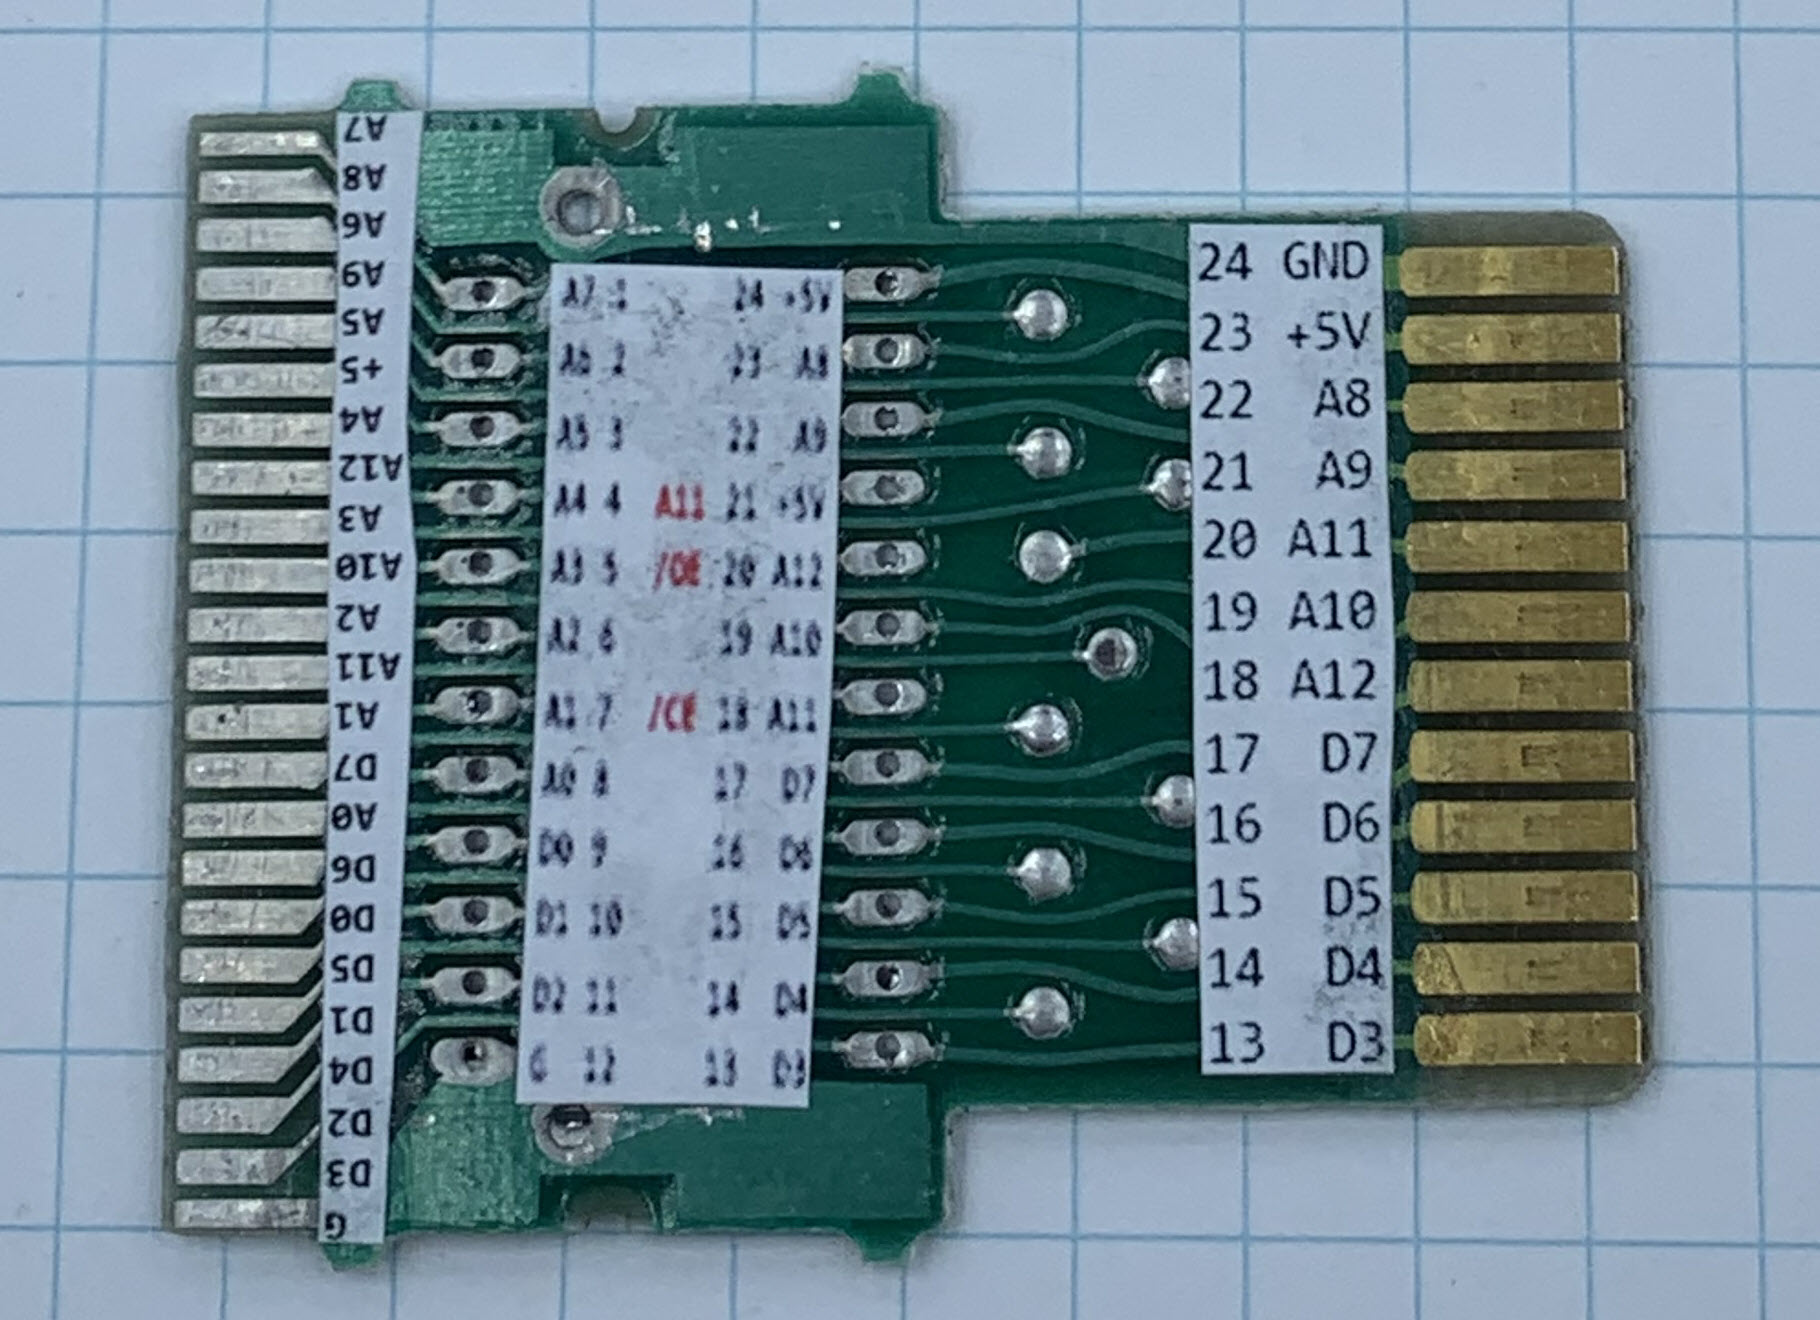 A7
A8
A6
A9
A5
+5
A4
A12
A3
A10
A2
A11
A1
D7
A0
D6
D0
D5
D1
D4
D2
D3
G
A7 1 24 +5V
A6 2 23 A8
A5 3 22 A9
A4 4 A11 21 +5V
A3 5 /OE 20 A12
A2 6 19 A10
A1 7 /CE 18 A11
A0 8 17 D7
D0 9 16 D6
D1 10 15 D5
D2 11 14 D4
G 12 13 D3
24 GND
23 +5V
22 A8
21 A9
20 A11
19 A10
18 A12
17 D7
16 D6
15 D5
14 D4
13 D3